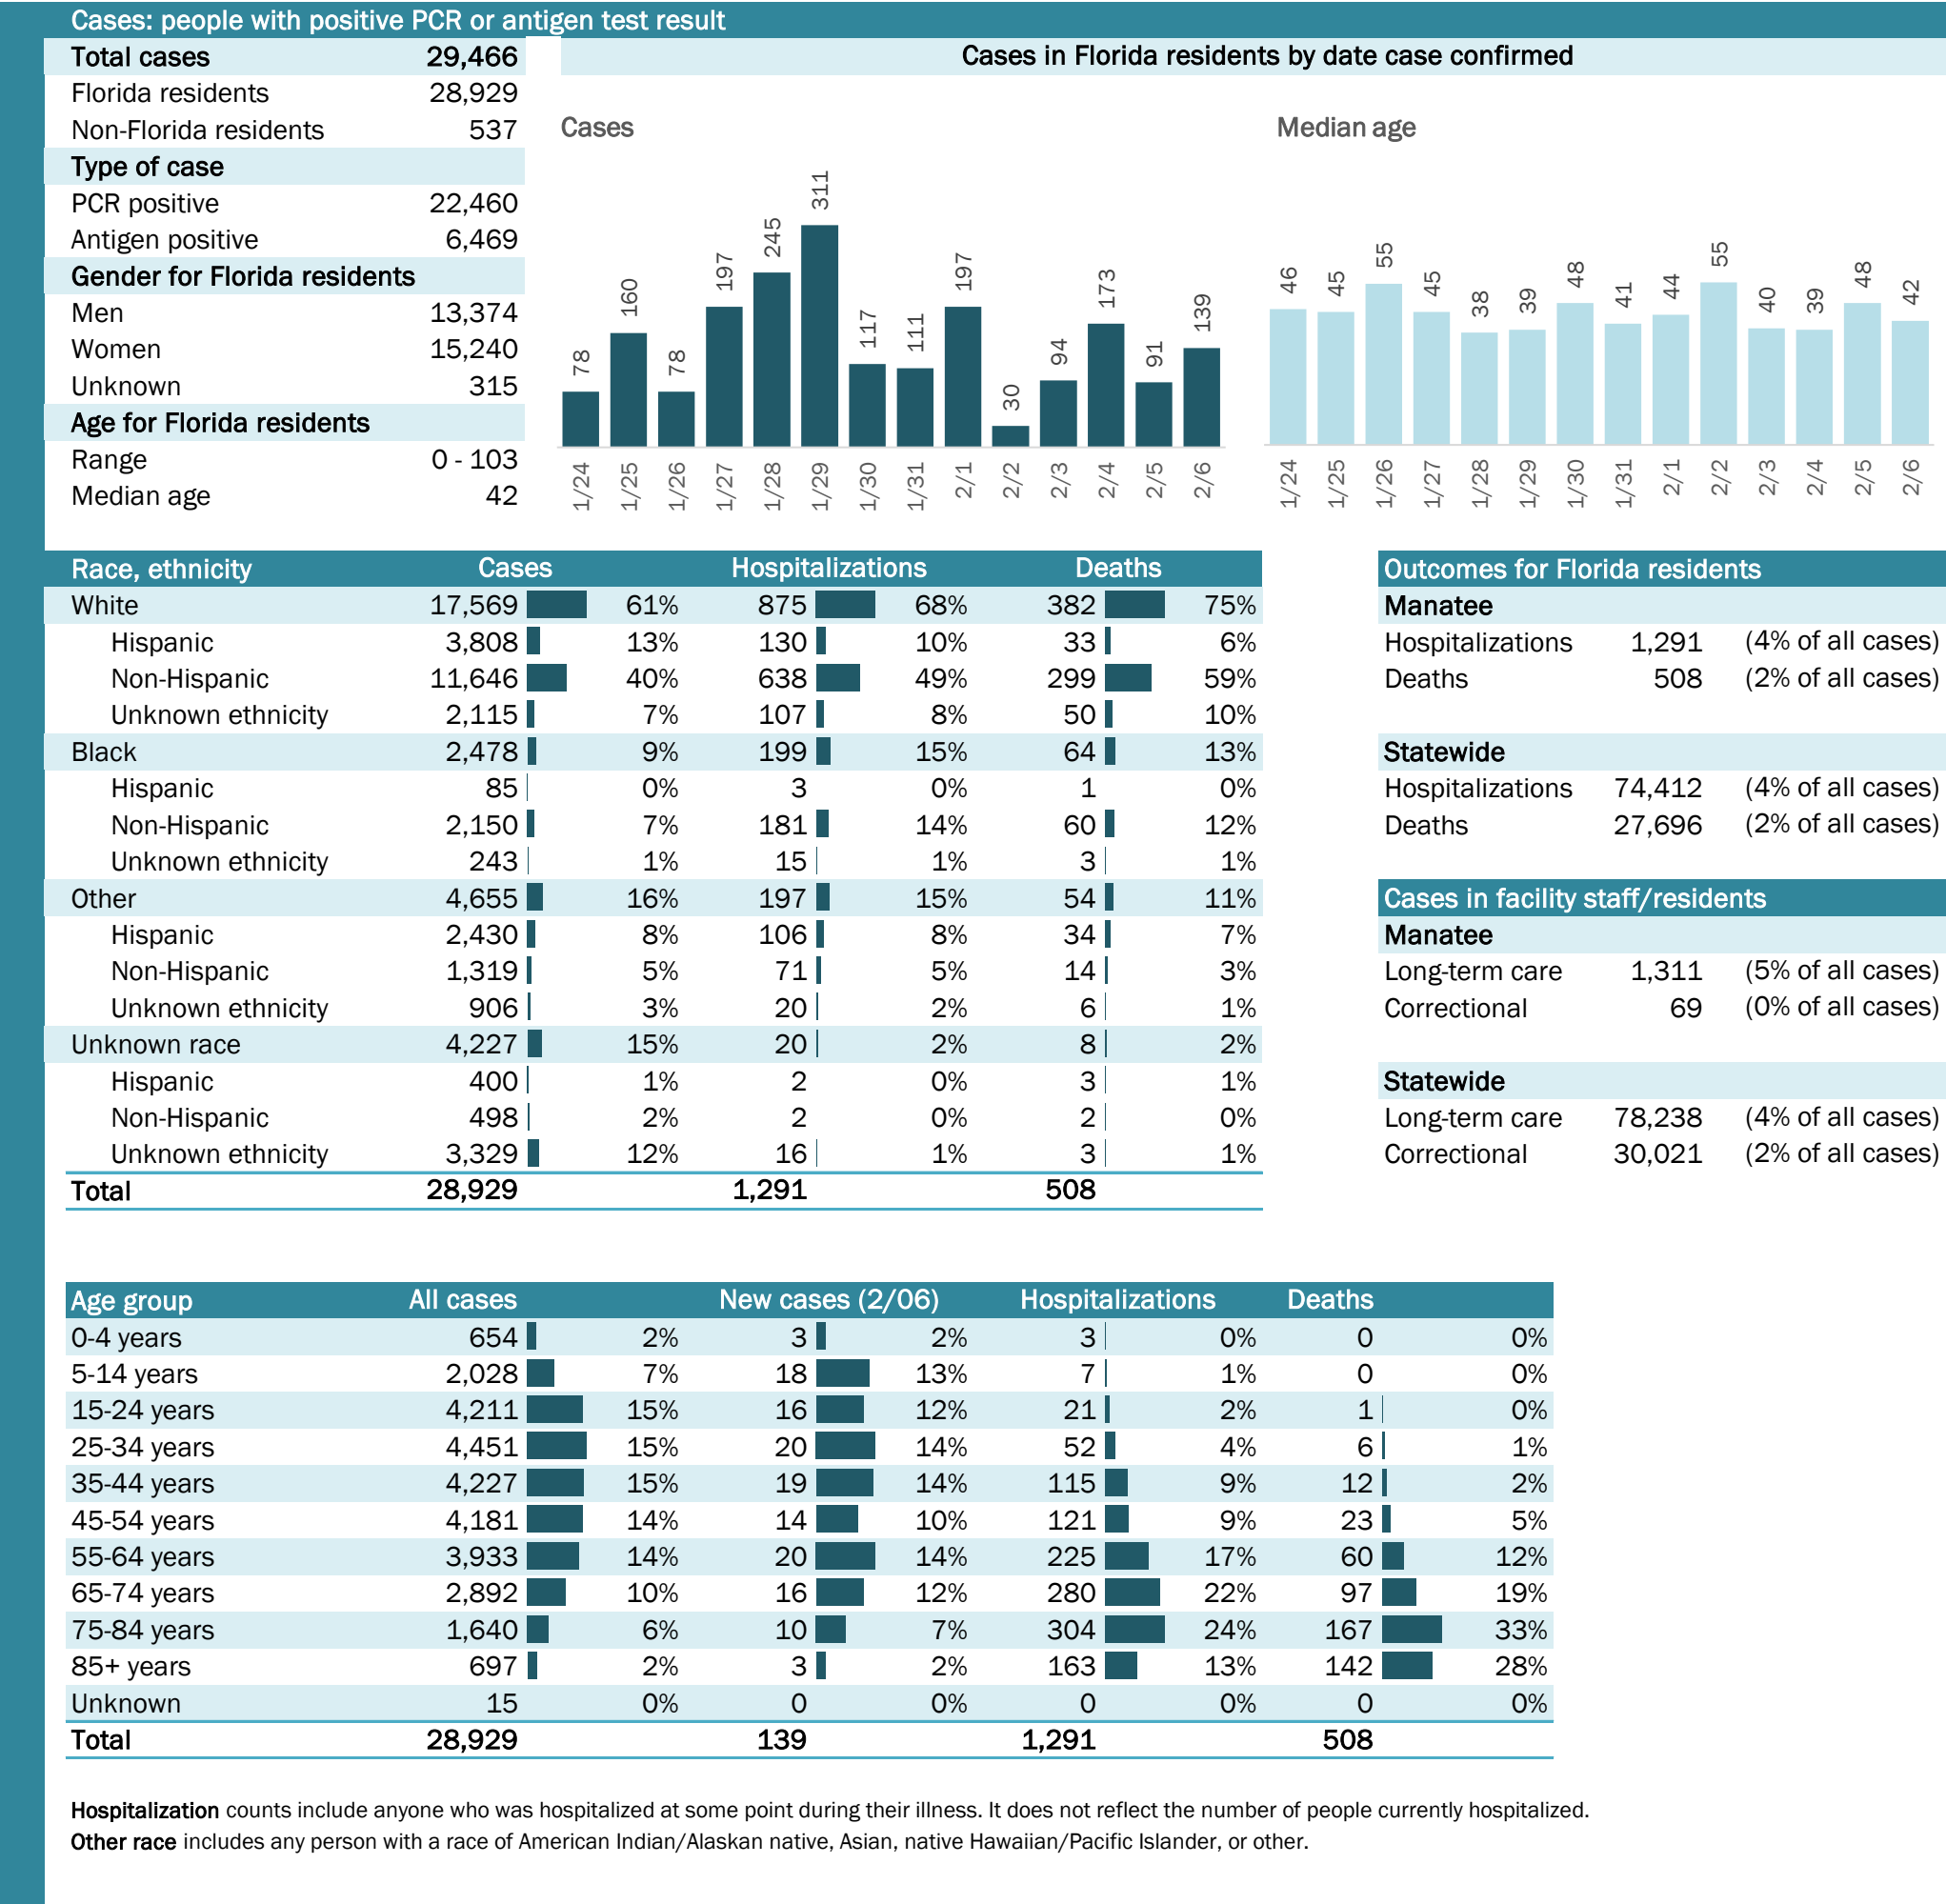 Cases: people with positive PCR or antigen test result
Total cases 29,466
Florida residents 28,929
Non-Florida residents 537
Type of case
PCR positive 22,460
Antigen positive 6,469
Gender for Florida residents
Men 13,374
Women 15,240
Unknown 315
Age for Florida residents
Range 0 - 103
Median age 42
Cases in Florida residents by date case confirmed
Cases
78 160 78 197 245 311 117 111 197 30 94 173 91 139
1/24 1/25 1/26 1/27 1/28 1/29 1/30 1/31 2/1 2/2 2/3 2/4 2/5 2/6
Median age
46 45 55 45 38 39 48 41 44 55 40 39 48 42
1/24 1/25 1/26 1/27 1/28 1/29 1/30 1/31 2/1 2/2 2/3 2/4 2/5 2/6
Race, ethnicity Cases Hospitalizations Deaths
White 17,569 61% 875 68% 382 75%
Hispanic 3,808 13% 130 10% 33 6%
Non-Hispanic 11,646 40% 638 49% 299 59%
Unknown ethnicity 2,115 7% 107 8% 50 10%
Black 2,478 9% 199 15% 64 13%
Hispanic 85 0% 3 0% 1 0%
Non-Hispanic 2,150 7% 181 14% 60 12%
Unknown ethnicity 243 1% 15 1% 3 1%
Other 4,655 16% 197 15% 54 11%
Hispanic 2,430 8% 106 8% 34 7%
Non-Hispanic 1,319 5% 71 5% 14 3%
Unknown ethnicity 906 3% 20 2% 6 1%
Unknown race 4,227 15% 20 2% 8 2%
Hispanic 400 1% 2 0% 3 1%
Non-Hispanic 498 2% 2 0% 2 0%
Unknown ethnicity 3,329 12% 16 1% 3 1%
Total 28,929 1,291 508
Outcomes for Florida residents
Manatee
Hospitalizations 1,291 (4% of all cases)
Deaths 508 (2% of all cases)
Statewide
Hospitalizations 74,412 (4% of all cases)
Deaths 27,696 (2% of all cases)
Cases in facility staff/residents
Manatee
Long-term care 1,311 (5% of all cases)
Correctional 69 (0% of all cases)
Statewide
Long-term care 78,238 (4% of all cases)
Correctional 30,021 (2% of all cases)
Age group All cases New cases (2/06) Hospitalizations Deaths
0-4 years 654 2% 3 2% 3 0% 0 0%
5-14 years 2,028 7% 18 13% 7 1% 0 0%
15-24 years 4,211 15% 16 12% 21 2% 1 0%
25-34 years 4,451 15% 20 14% 52 4% 6 1%
35-44 years 4,227 15% 19 14% 115 9% 12 2%
45-54 years 4,181 14% 14 10% 121 9% 23 5%
55-64 years 3,933 14% 20 14% 225 17% 60 12%
65-74 years 2,892 10% 16 12% 280 22% 97 19%
75-84 years 1,640 6% 10 7% 304 24% 167 33%
85+ years 697 2% 3 2% 163 13% 142 28%
Unknown 15 0% 0 0% 0 0% 0 0%
Total 28,929 139 1,291 508
Hospitalization counts include anyone who was hospitalized at some point during their illness. It does not reflect the number of people currently hospitalized.
Other race includes any person with a race of American Indian/Alaskan native, Asian, native Hawaiian/Pacific Islander, or other.